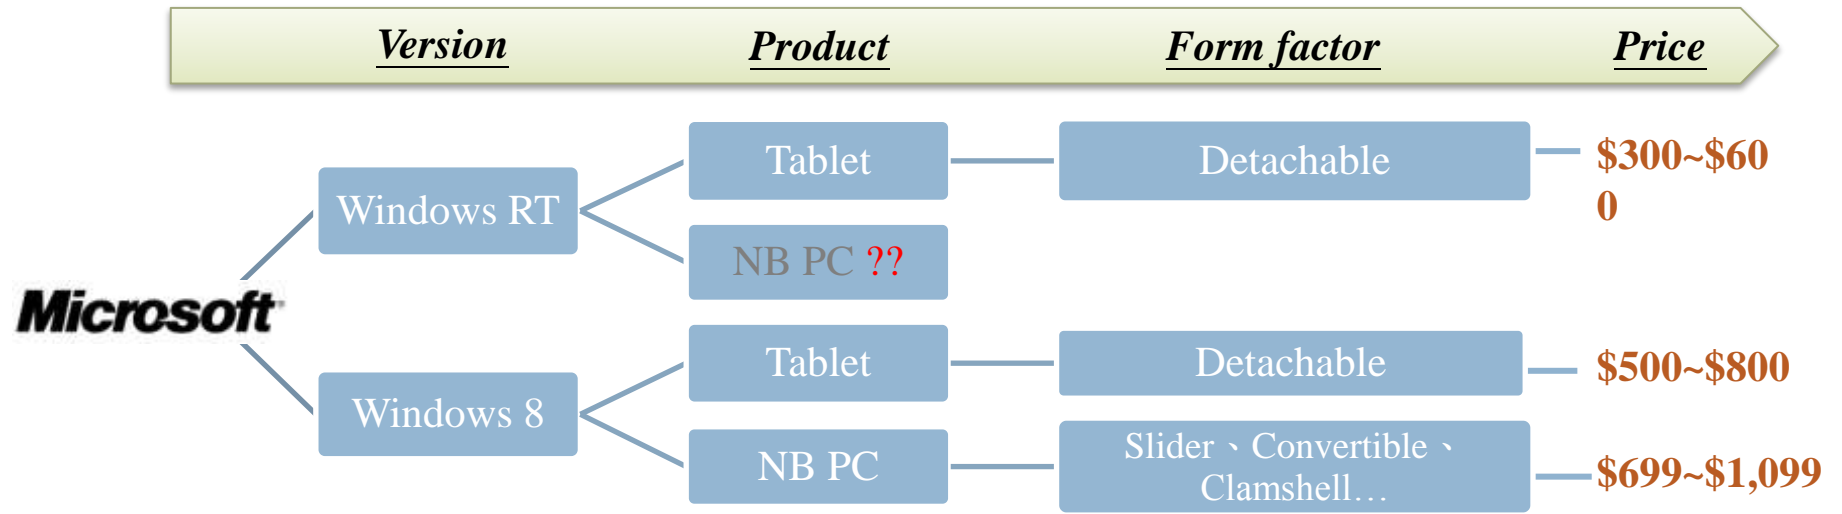 Version Product Form factor Price
Tablet Detachable $300~$60
0
Windows RT
NB PC ??
Microsoft
Tablet Detachable $500~$800
Windows 8
NB PC Slider、Convertible、
Clamshell… $699~$1,099